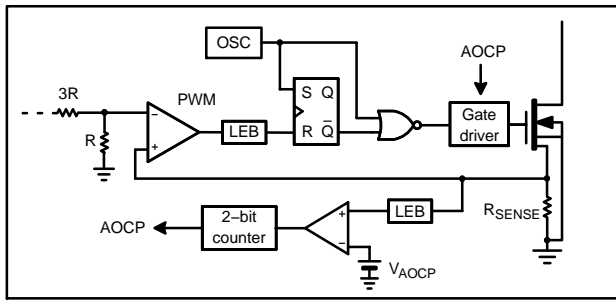 OSC
AOCP
3R
PWM
S Q
R Q̅
LEB
Gate
driver
R
−
+
AOCP
2−bit
counter
+
−
LEB
RSENSE
VAOCP